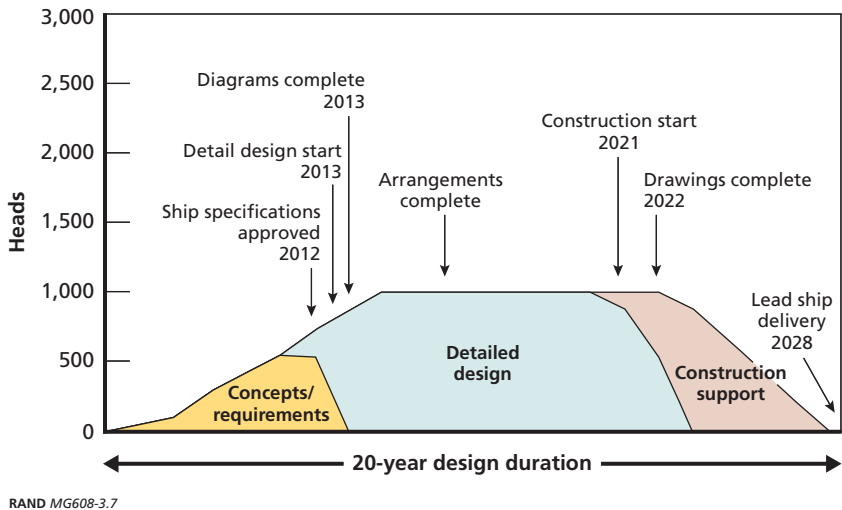 3,000
2,500
2,000
1,500
1,000
500
0
Heads
Diagrams complete
2013
Detail design start
2013
Ship specifications
approved
2012
Arrangements
complete
Construction start
2021
Drawings complete
2022
Lead ship
delivery
2028
Concepts/
requirements
Detailed
design
Construction
support
20-year design duration
RAND MG608-3.7